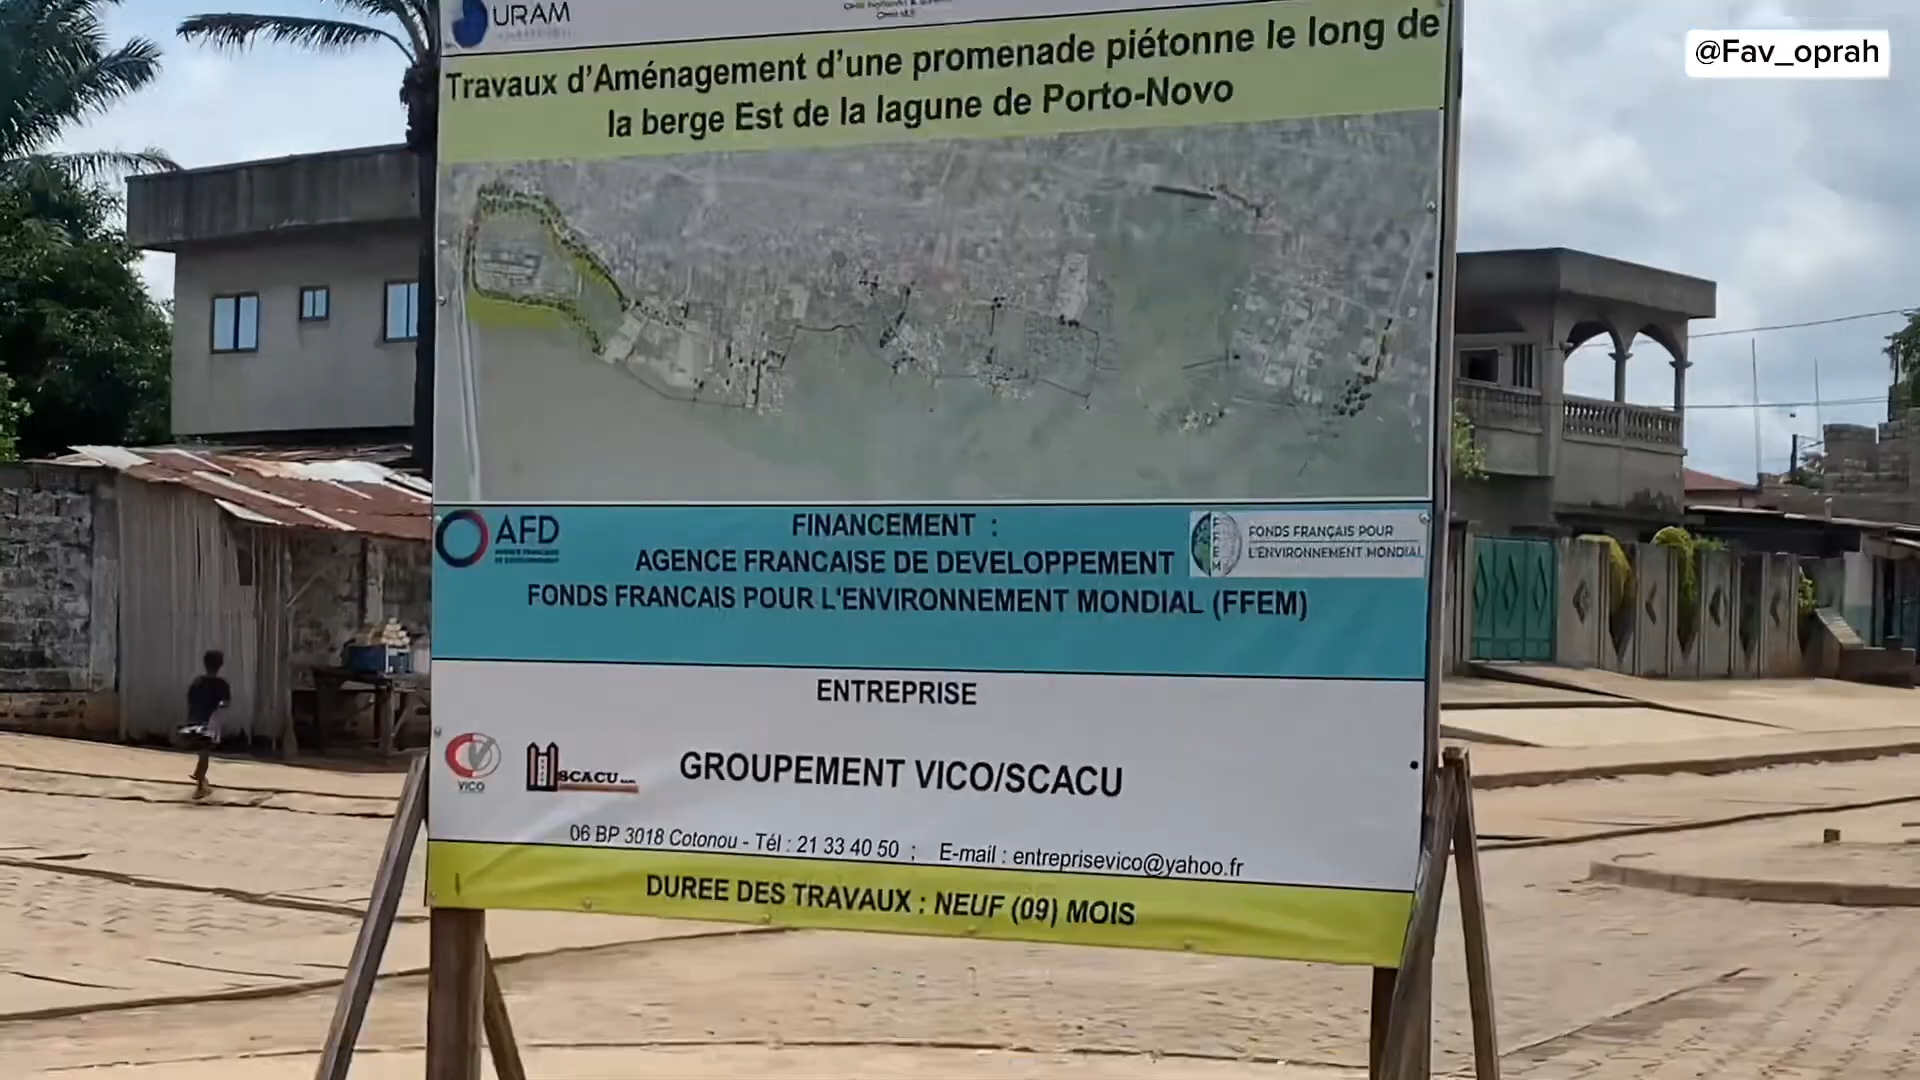 URAM
@Fav_oprah
Travaux d'Aménagement d'une promenade piétonne le long de
la berge Est de la lagune de Porto-Novo
AFD
FINANCEMENT :
AGENCE FRANCAISE DE DEVELOPPEMENT
FONDS FRANÇAIS POUR
L'ENVIRONNEMENT MONDIAL
FONDS FRANCAIS POUR L'ENVIRONNEMENT MONDIAL (FFEM)
ENTREPRISE
VICO
SCACU
GROUPEMENT VICO/SCACU
06 BP 3018 Cotonou - Tél : 21 33 40 50 ; E-mail : entreprisevico@yahoo.fr
DUREE DES TRAVAUX : NEUF (09) MOIS